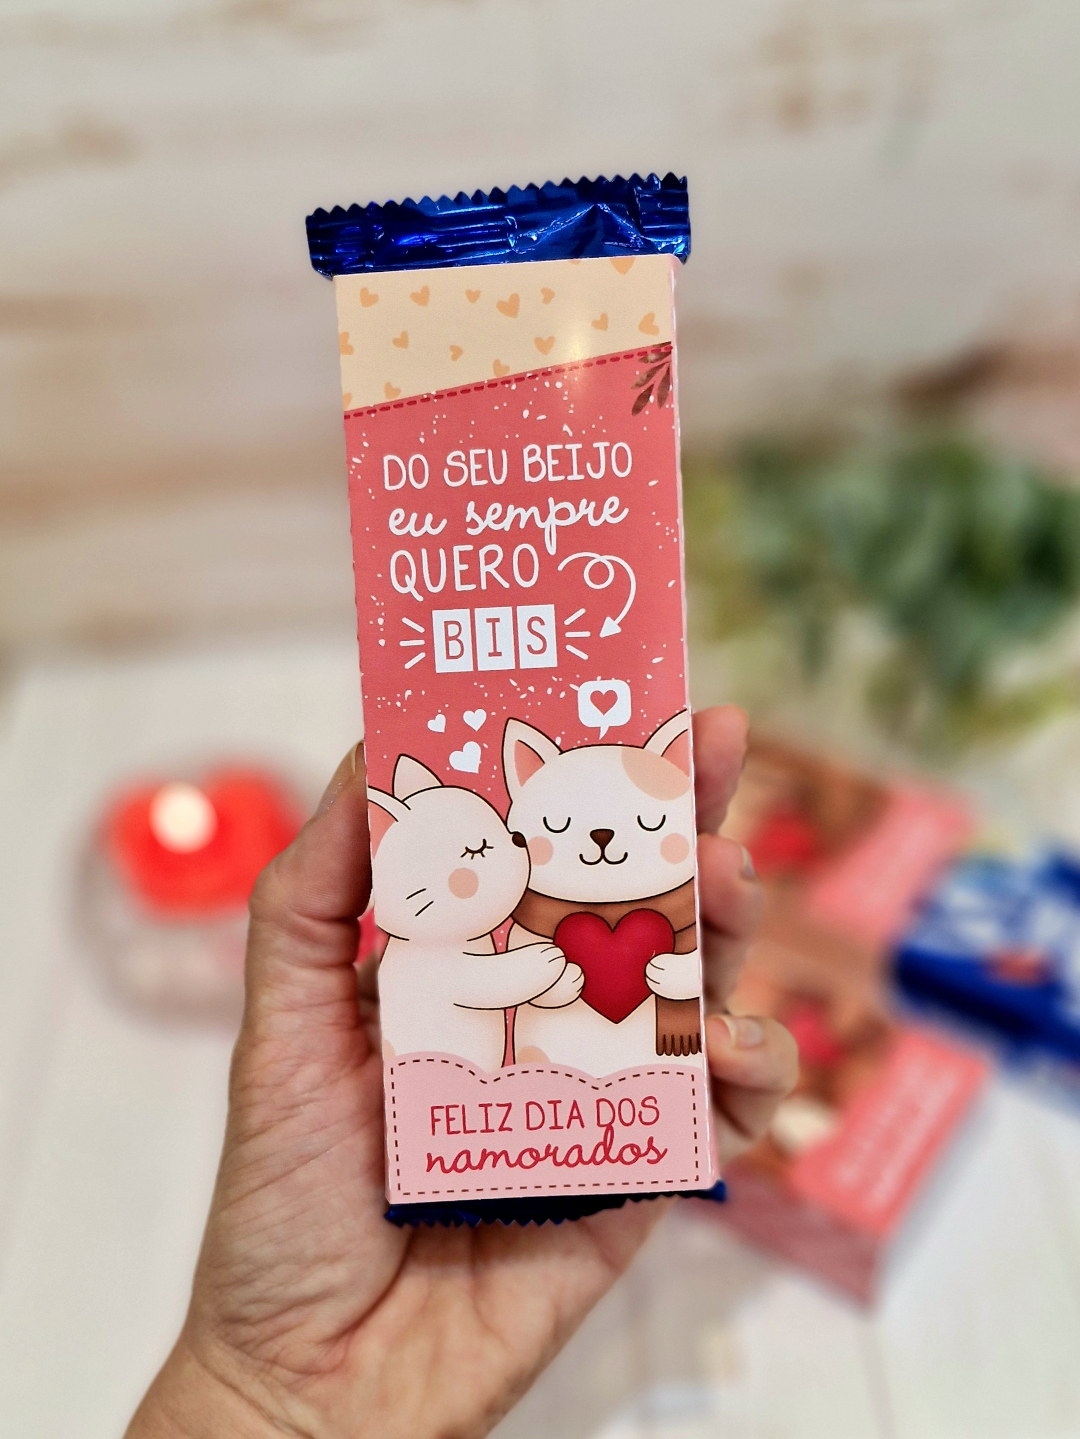 DO SEU BEIJO
eu sempre
QUERO
BIS
FELIZ DIA DOS
namorados